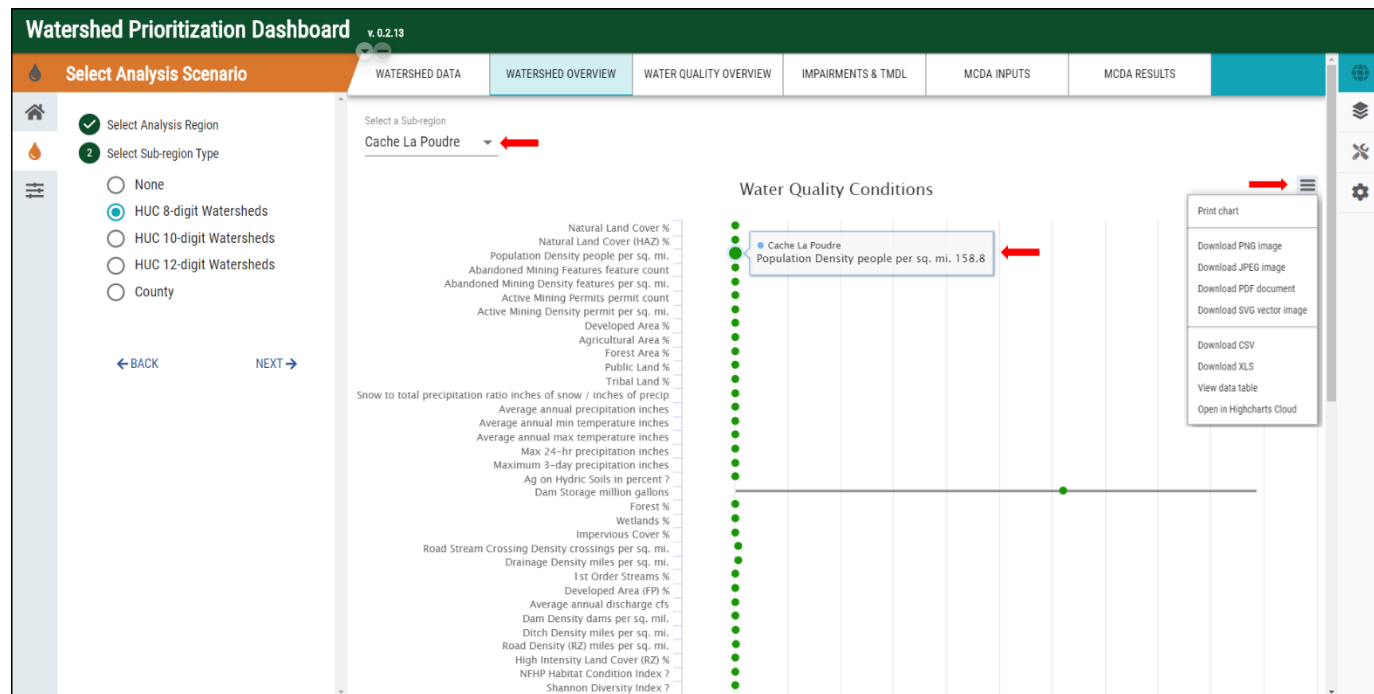 Watershed Prioritization Dashboard v. 0.2.13
Select Analysis Scenario
WATERSHED DATA
WATERSHED OVERVIEW
WATER QUALITY OVERVIEW
IMPAIRMENTS & TMDL
MCDA INPUTS
MCDA RESULTS
Select Analysis Region
2 Select Sub-region Type
None
HUC 8-digit Watersheds
HUC 10-digit Watersheds
HUC 12-digit Watersheds
County
BACK
NEXT
Select a Sub-region
Cache La Poudre
Water Quality Conditions
Natural Land Cover %
Natural Land Cover (HAZ) %
Population Density people per sq. mi.
Abandoned Mining Features feature count
Abandoned Mining Density features per sq. mi.
Active Mining Permits permit count
Active Mining Density permit per sq. mi.
Developed Area %
Agricultural Area %
Forest Area %
Public Land %
Tribal Land %
Snow to total precipitation ratio inches of snow / inches of precip
Average annual precipitation inches
Average annual min temperature inches
Average annual max temperature inches
Max 24-hr precipitation inches
Maximum 3-day precipitation inches
Ag on Hydric Soils in percent ?
Dam Storage million gallons
Forest %
Wetlands %
Impervious Cover %
Road Stream Crossing Density crossings per sq. mi.
Drainage Density miles per sq. mi.
1st Order Streams %
Developed Area (FP) %
Average annual discharge cfs
Dam Density dams per sq. mil.
Ditch Density miles per sq. mi.
Road Density (RZ) miles per sq. mi.
High Intensity Land Cover (RZ) %
NFHP Habitat Condition Index ?
Shannon Diversity Index ?
Cache La Poudre
Population Density people per sq. mi. 158.8
Print chart
Download PNG image
Download JPEG image
Download PDF document
Download SVG vector image
Download CSV
Download XLS
View data table
Open in Highcharts Cloud